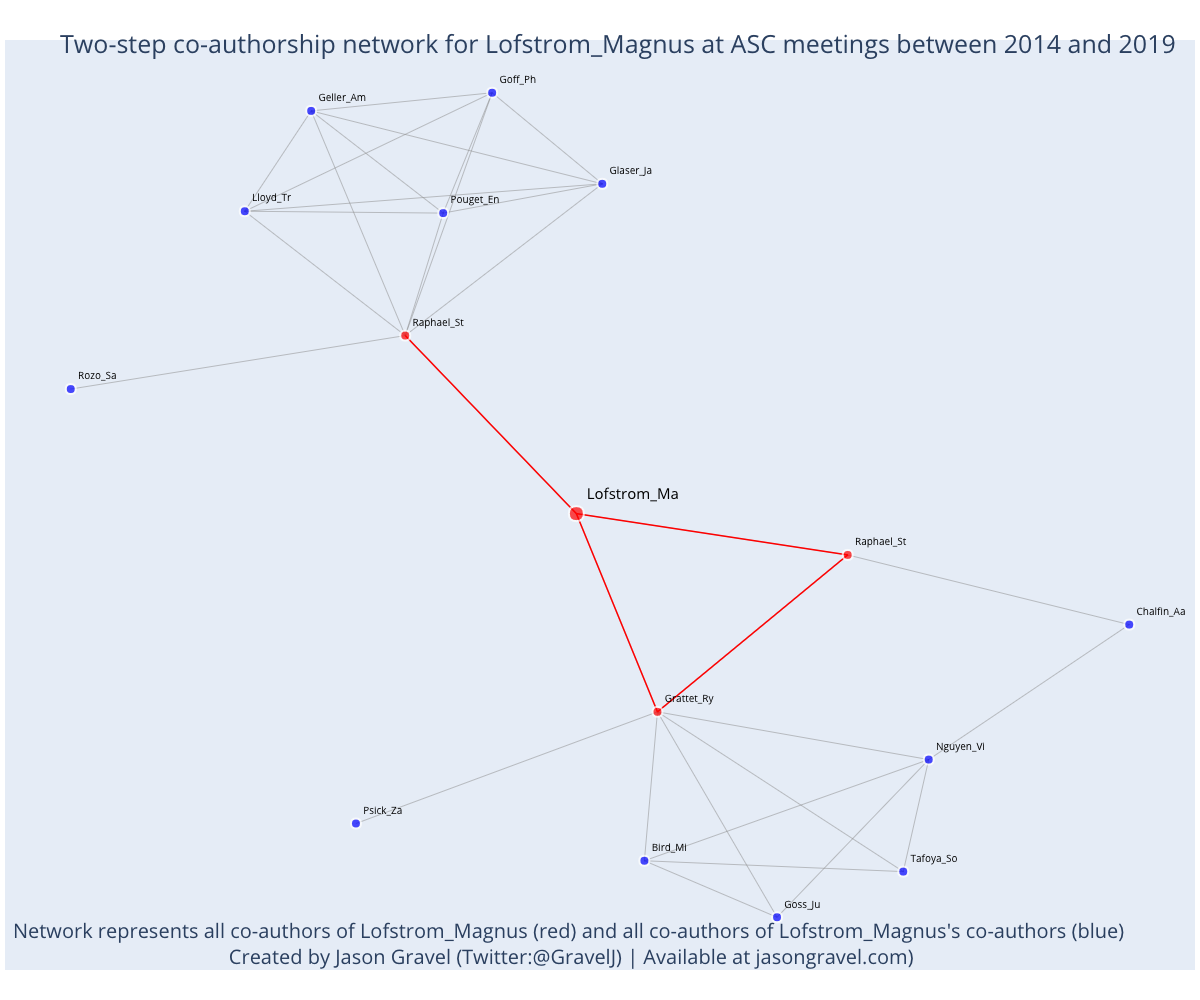 Two-step co-authorship network for Lofstrom_Magnus at ASC meetings between 2014 and 2019
Goff_Ph
Geller_Am
Glaser_Ja
Lloyd_Tr
Pouget_En
Raphael_St
Rozo_Sa
Lofstrom_Ma
Raphael_St
Chalfin_Aa
Grattet_Ry
Nguyen_Vi
Psick_Za
Bird_Mi
Tafoya_So
Goss_Ju
Network represents all co-authors of Lofstrom_Magnus (red) and all co-authors of Lofstrom_Magnus's co-authors (blue)
Created by Jason Gravel (Twitter:@GravelJ) | Available at jasongravel.com)